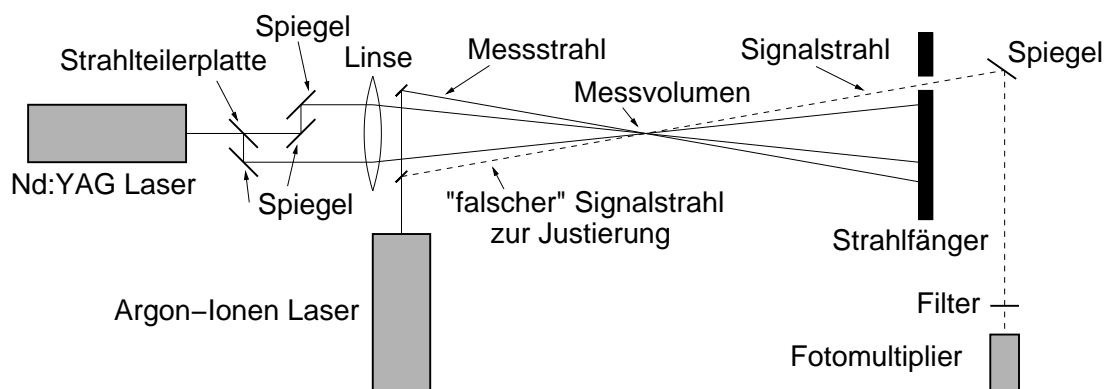 Spiegel
Strahlteilerplatte
Linse
Messstrahl
Signalstrahl
Spiegel
Messvolumen
Nd:YAG Laser
Spiegel
"falscher" Signalstrahl
zur Justierung
Strahlfänger
Argon−Ionen Laser
Filter
Fotomultiplier